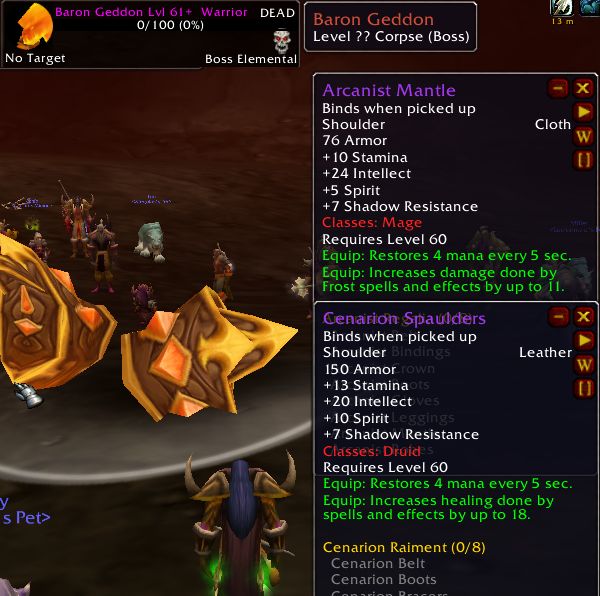 Baron Geddon Lvl 61+ Warrior
DEAD
0/100 (0%)
No Target
Boss Elemental
Baron Geddon
Level ?? Corpse (Boss)
13 m
Arcanist Mantle
Binds when picked up
Shoulder Cloth
76 Armor
+10 Stamina
+24 Intellect
+5 Spirit
+7 Shadow Resistance
Classes: Mage
Requires Level 60
Equip: Restores 4 mana every 5 sec.
Equip: Increases damage done by
Frost spells and effects by up to 11.
Cenarion Spaulders
Binds when picked up
Shoulder Leather
150 Armor
+13 Stamina
+20 Intellect
+10 Spirit
+7 Shadow Resistance
Classes: Druid
Requires Level 60
Equip: Restores 4 mana every 5 sec.
Equip: Increases healing done by
spells and effects by up to 18.
Cenarion Raiment (0/8)
Cenarion Belt
Cenarion Boots
Cenarion Bracers
W
W
y
s Pet>